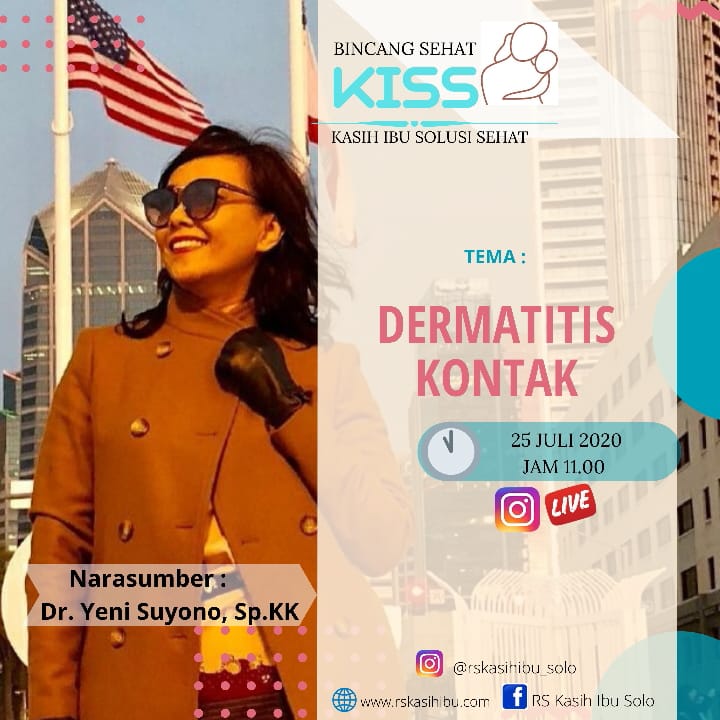 BINCANG SEHAT
KISS
KASIH IBU SOLUSI SEHAT
TEMA :
DERMATITIS
KONTAK
25 JULI 2020
JAM 11.00
LIVE
Narasumber :
Dr. Yeni Suyono, Sp.KK
@rskasihibu_solo
www.rskasihibu.com
RS Kasih Ibu Solo